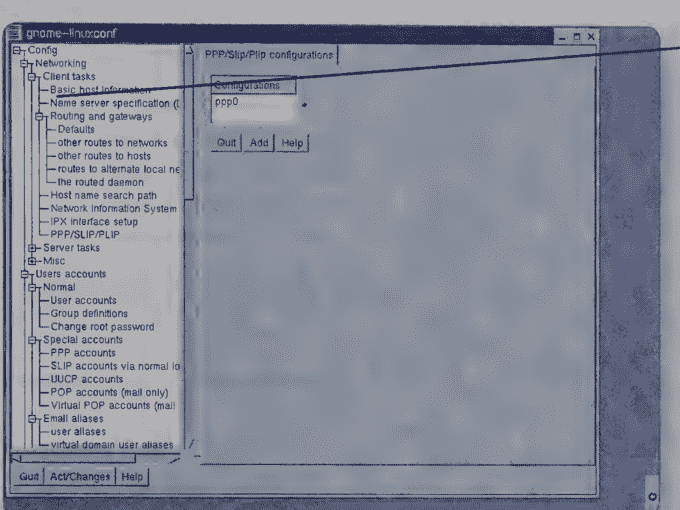 gnome-linuxconf
Config
Networking
Client tasks
Basic host information
Name server specification (
Routing and gateways
Defaults
other routes to networks
other routes to hosts
routes to alternate local ne
the routed daemon
Host name search path
Network Information System
IPX interface setup
PPP/SLIP/PLIP
Server tasks
Misc
Users accounts
Normal
User accounts
Group definitions
Change root password
Special accounts
PPP accounts
SLIP accounts via normal lo
UUCP accounts
POP accounts (mail only)
Virtual POP accounts (mail
Email aliases
user aliases
virtual domain user aliases
Quit Act/Changes Help
PPP/Slip/Plip configurations
Configurations
ppp0
Quit Add Help